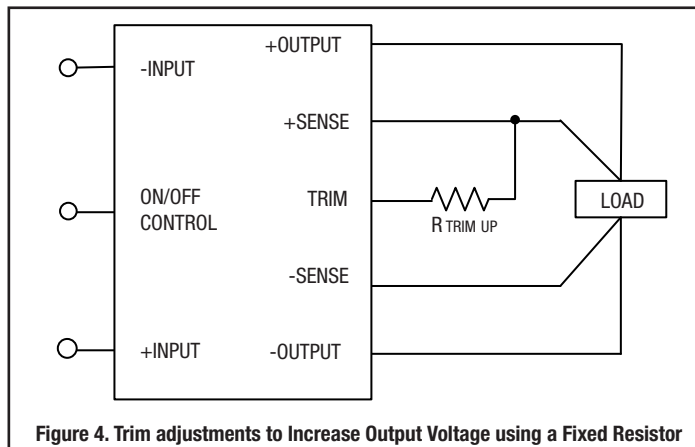 +OUTPUT
-INPUT
+SENSE
ON/OFF
CONTROL
TRIM
LOAD
R TRIM UP
-SENSE
+INPUT
-OUTPUT
Figure 4. Trim adjustments to Increase Output Voltage using a Fixed Resistor